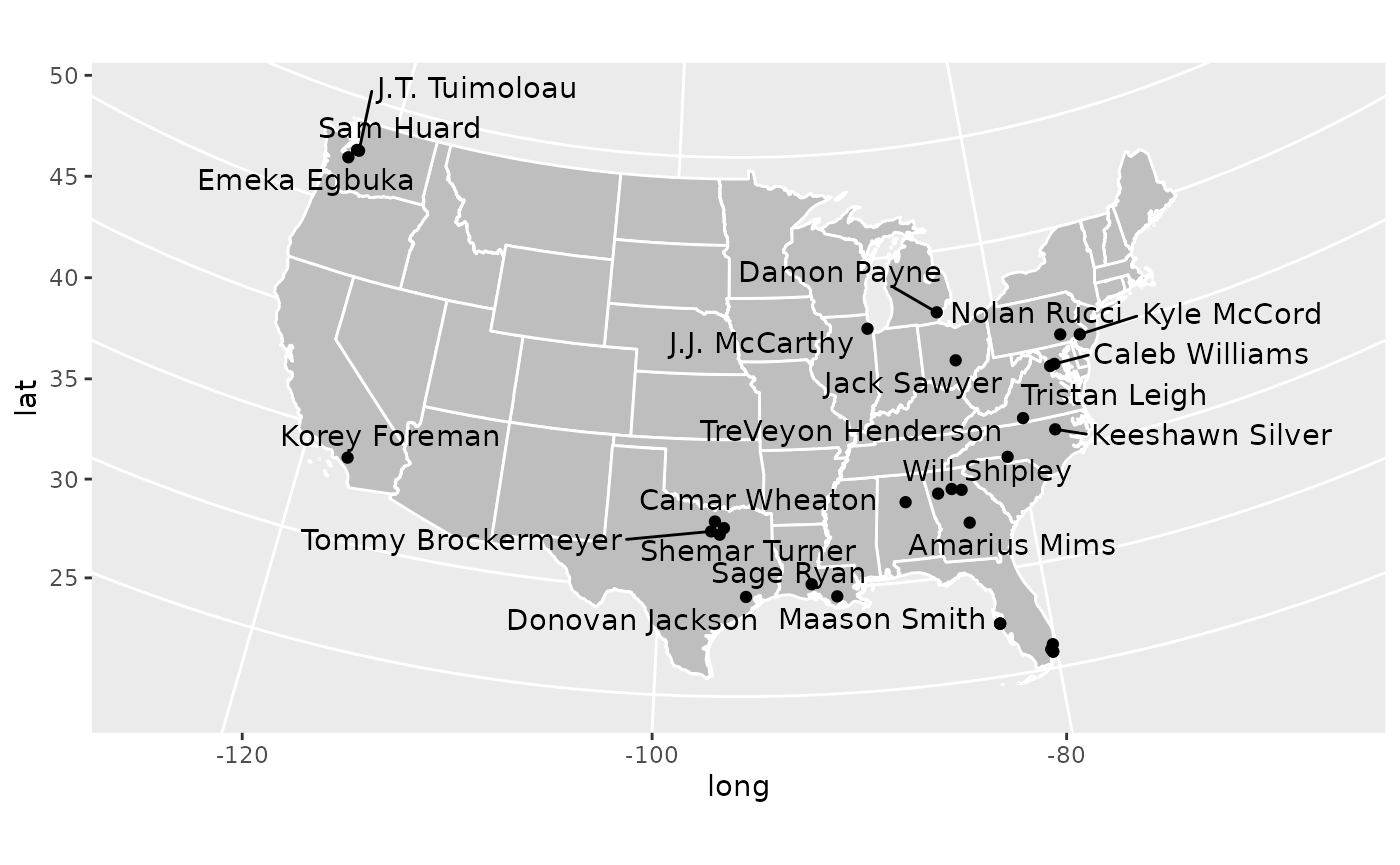 50
J.T. Tuimoloau
Sam Huard
45
Emeka Egbuka
40
Damon Payne
Nolan Rucci
Kyle McCord
J.J. McCarthy
Caleb Williams
35
Jack Sawyer
Tristan Leigh
Korey Foreman
TreVeyon Henderson
Keeshawn Silver
30
Will Shipley
Camar Wheaton
Tommy Brockermeyer
Shemar Turner
Amarius Mims
25
Sage Ryan
Donovan Jackson
Maason Smith
lat
-120
-100
-80
long